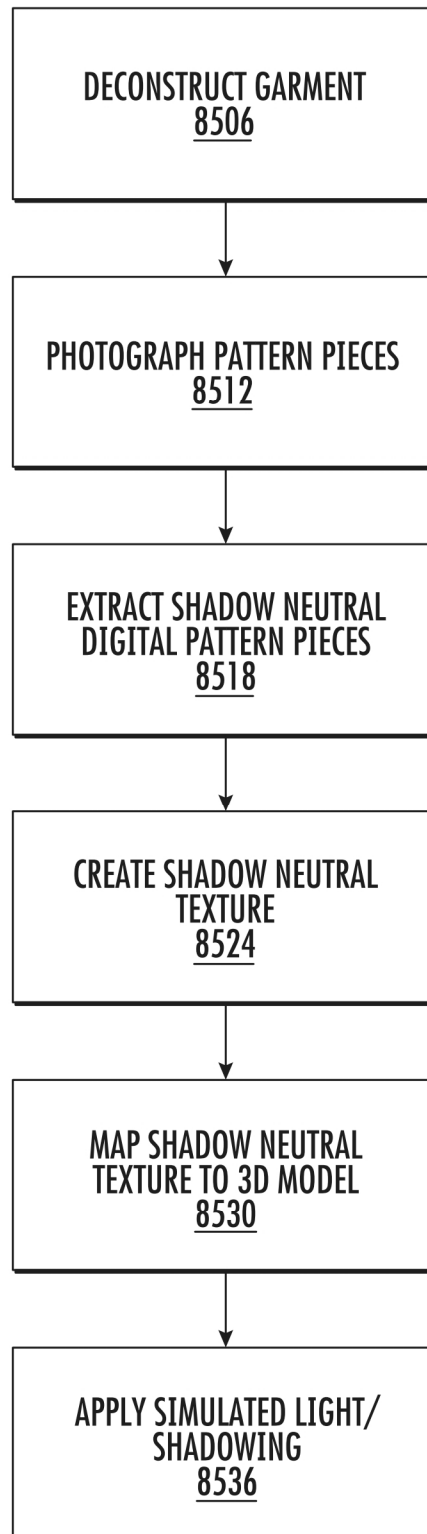 DECONSTRUCT GARMENT
8506
PHOTOGRAPH PATTERN PIECES
8512
EXTRACT SHADOW NEUTRAL
DIGITAL PATTERN PIECES
8518
CREATE SHADOW NEUTRAL
TEXTURE
8524
MAP SHADOW NEUTRAL
TEXTURE TO 3D MODEL
8530
APPLY SIMULATED LIGHT/
SHADOWING
8536